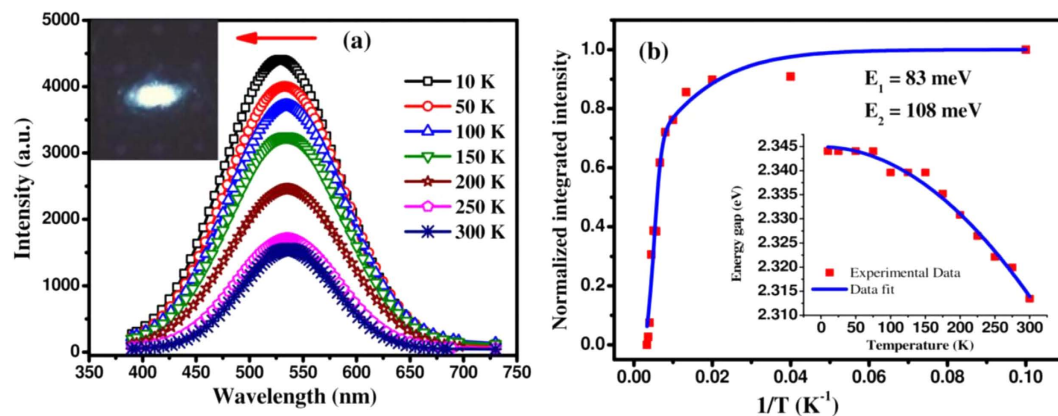 (a)
10 K
50 K
100 K
150 K
200 K
250 K
300 K
Intensity (a.u.)
5000
4000
3000
2000
1000
0
350 400 450 500 550 600 650 700 750
Wavelength (nm)
(b)
E1 = 83 meV
E2 = 108 meV
Normalized integrated intensity
1.0
0.8
0.6
0.4
0.2
0.0
0.00 0.02 0.04 0.06 0.08 0.10
1/T (K-1)
Energy gap (eV)
2.345
2.340
2.335
2.330
2.325
2.320
2.315
2.310
Experimental Data
Data fit
0 50 100 150 200 250 300
Temperature (K)